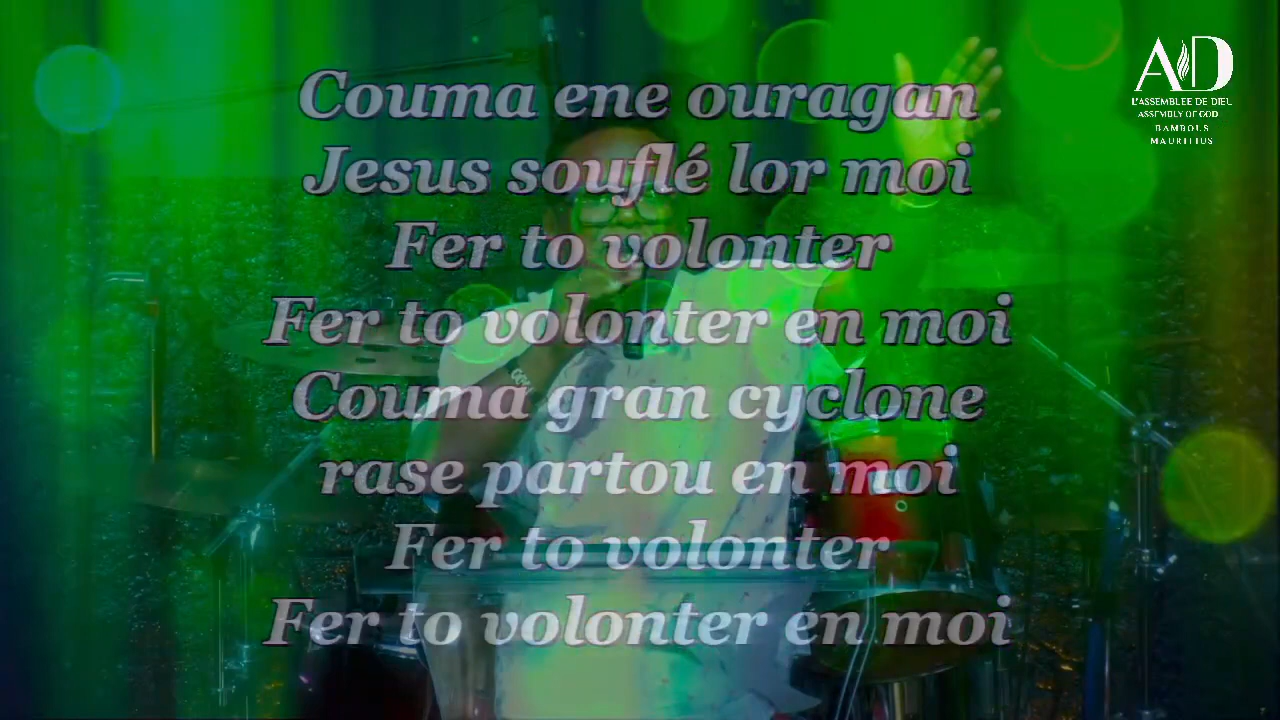 Couma ene ouragan
Jesus souflé lor moi
Fer to volonter
Fer to volonter en moi
Couma gran cyclone
rase partou en moi
Fer to volonter
Fer to volonter en moi
AD
L'ASSEMBLEE DE DIEU
ASSEMBLY OF GOD
BAMBOUS
MAURITIUS